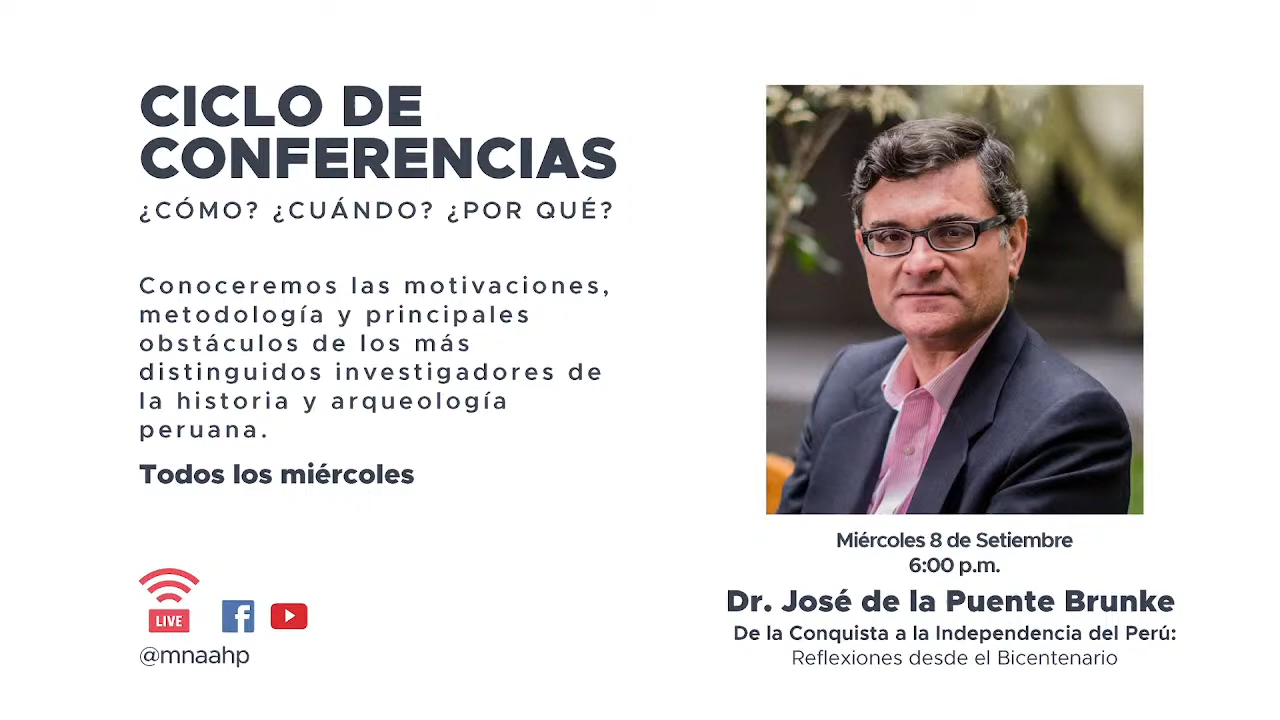 CICLO DE
CONFERENCIAS
¿CÓMO? ¿CUÁNDO? ¿POR QUÉ?
Conoceremos las motivaciones,
metodología y principales
obstáculos de los más
distinguidos investigadores de
la historia y arqueología
peruana.
Todos los miércoles
LIVE
@mnaahp
Miércoles 8 de Setiembre
6:00 p.m.
Dr. José de la Puente Brunke
De la Conquista a la Independencia del Perú:
Reflexiones desde el Bicentenario